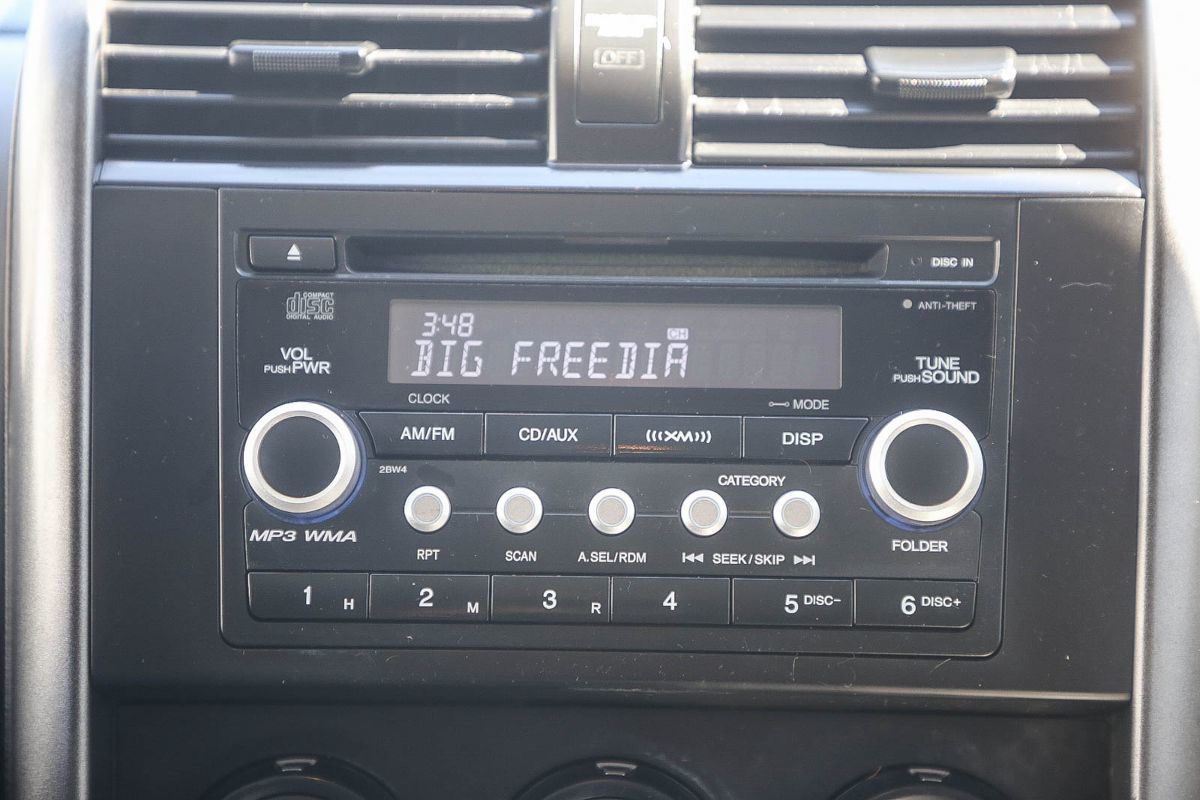 OFF
DISC IN
COMPACT
disc
DIGITAL AUDIO
ANTI-THEFT
3:48
CH
BIG FREEDIA
VOL
PUSH PWR
TUNE
PUSH SOUND
CLOCK
MODE
AM/FM CD/AUX (((XM))) DISP
2BW4
CATEGORY
MP3 WMA
RPT SCAN A.SEL/RDM SEEK/SKIP
FOLDER
1 H 2 M 3 R 4 5 DISC- 6 DISC+